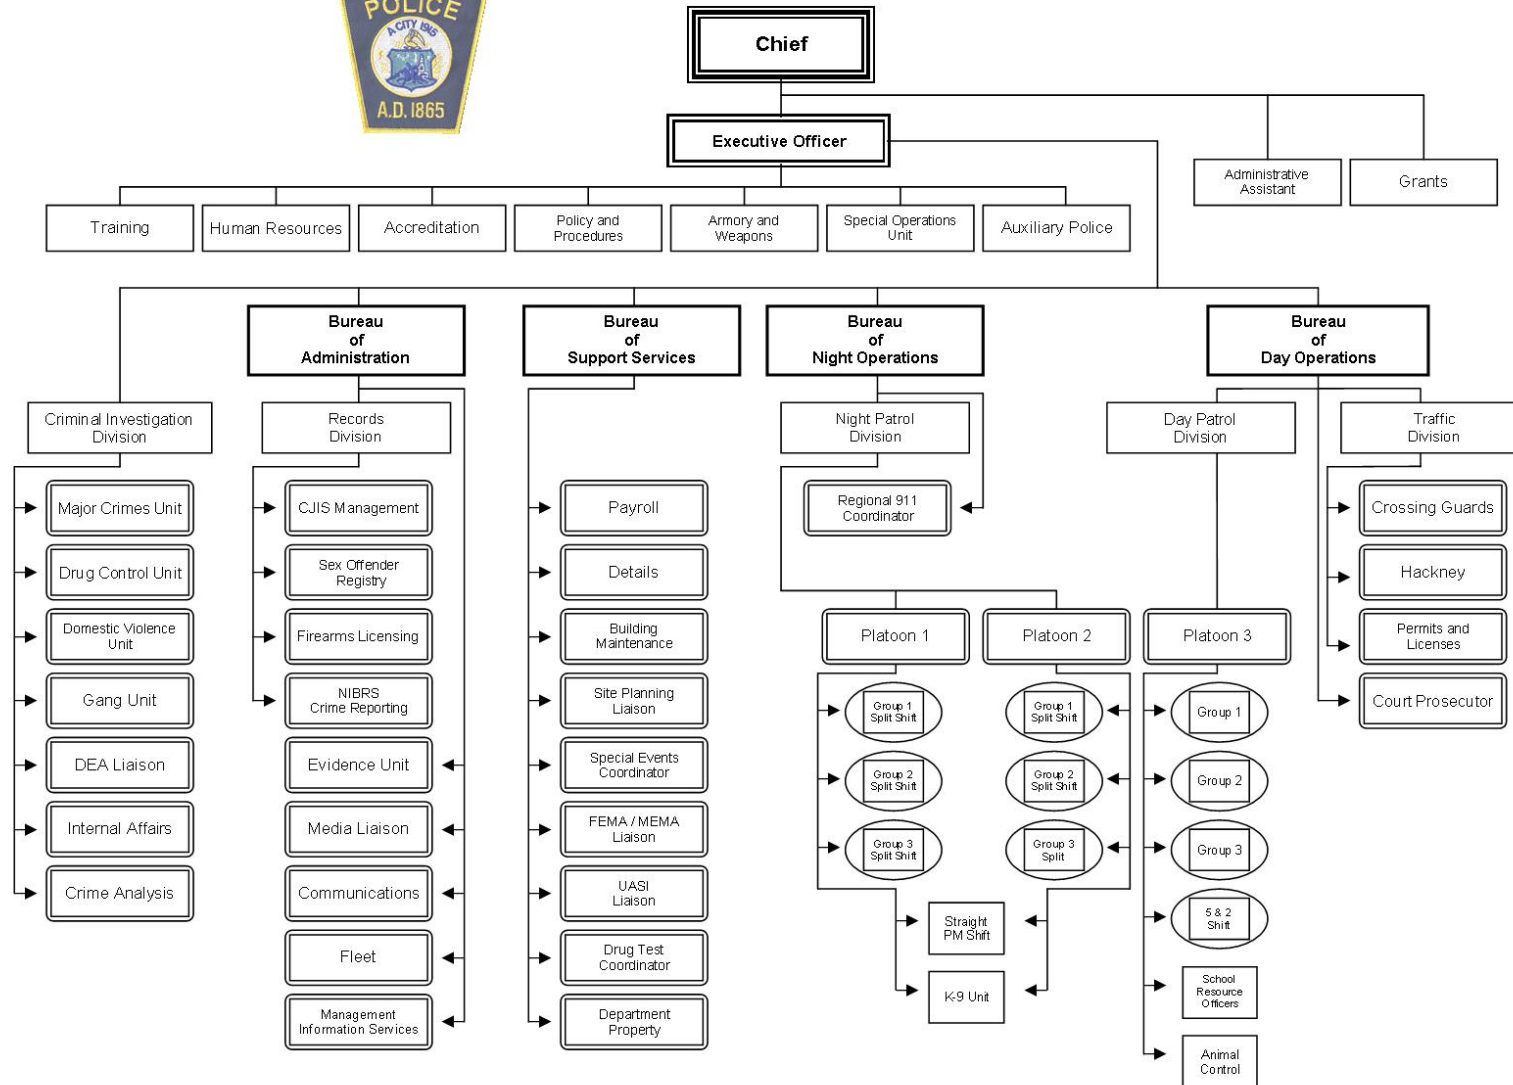 POLICE
A CITY 1915
A.D. 1865
Chief
Executive Officer
Administrative
Assistant
Grants
Training
Human Resources
Accreditation
Policy and
Procedures
Armory and
Weapons
Special Operations
Unit
Auxiliary Police
Bureau
of
Administration
Bureau
of
Support Services
Bureau
of
Night Operations
Bureau
of
Day Operations
Criminal Investigation
Division
Records
Division
Night Patrol
Division
Day Patrol
Division
Traffic
Division
Major Crimes Unit
Drug Control Unit
Domestic Violence
Unit
Gang Unit
DEA Liaison
Internal Affairs
Crime Analysis
CJIS Management
Sex Offender
Registry
Firearms Licensing
NIBRS
Crime Reporting
Evidence Unit
Media Liaison
Communications
Fleet
Management
Information Services
Payroll
Details
Building
Maintenance
Site Planning
Liaison
Special Events
Coordinator
FEMA / MEMA
Liaison
UASI
Liaison
Drug Test
Coordinator
Department
Property
Regional 911
Coordinator
Platoon 1
Group 1
Split Shift
Group 2
Split Shift
Group 3
Split Shift
Platoon 2
Group 1
Split Shift
Group 2
Split Shift
Group 3
Split
Straight
PM Shift
K-9 Unit
Platoon 3
Group 1
Group 2
Group 3
5 & 2
Shift
School
Resource
Officers
Animal
Control
Crossing Guards
Hackney
Permits and
Licenses
Court Prosecutor